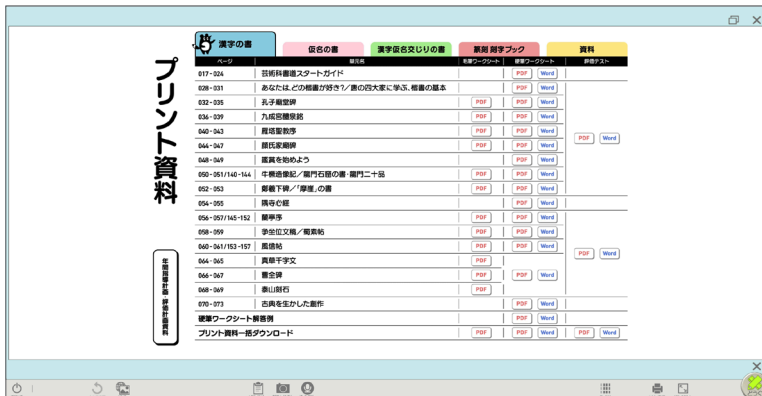 漢字の書
仮名の書
漢字仮名交じりの書
篆刻 刻字ブック
資料
プリント資料
年間指導計画・評価計画資料
ページ 単元名 毛筆ワークシート 硬筆ワークシート 評価テスト
017-024 芸術科書道スタートガイド PDF Word
028-031 あなたは、どの楷書が好き?/唐の四大家に学ぶ、楷書の基本 PDF Word
032-035 孔子廟堂碑 PDF PDF Word
036-039 九成宮醴泉銘 PDF PDF Word
040-043 雁塔聖教序 PDF PDF Word
PDF Word
044-047 顔氏家廟碑 PDF PDF Word
048-049 鑑賞を始めよう PDF Word
050-051/140-144 牛橛造像記/龍門石窟の書・龍門二十品 PDF PDF Word
052-053 鄭羲下碑/「摩崖」の書 PDF PDF Word
054-055 隅寺心経 PDF Word
056-057/145-152 蘭亭序 PDF PDF Word
058-059 争坐位文稿/蜀素帖 PDF PDF Word
060-061/153-157 風信帖 PDF PDF Word
PDF Word
064-065 真草千字文 PDF
066-067 曹全碑 PDF PDF Word
068-069 泰山刻石 PDF
070-073 古典を生かした創作 PDF Word
硬筆ワークシート解答例 PDF Word
プリント資料一括ダウンロード PDF PDF Word PDF Word